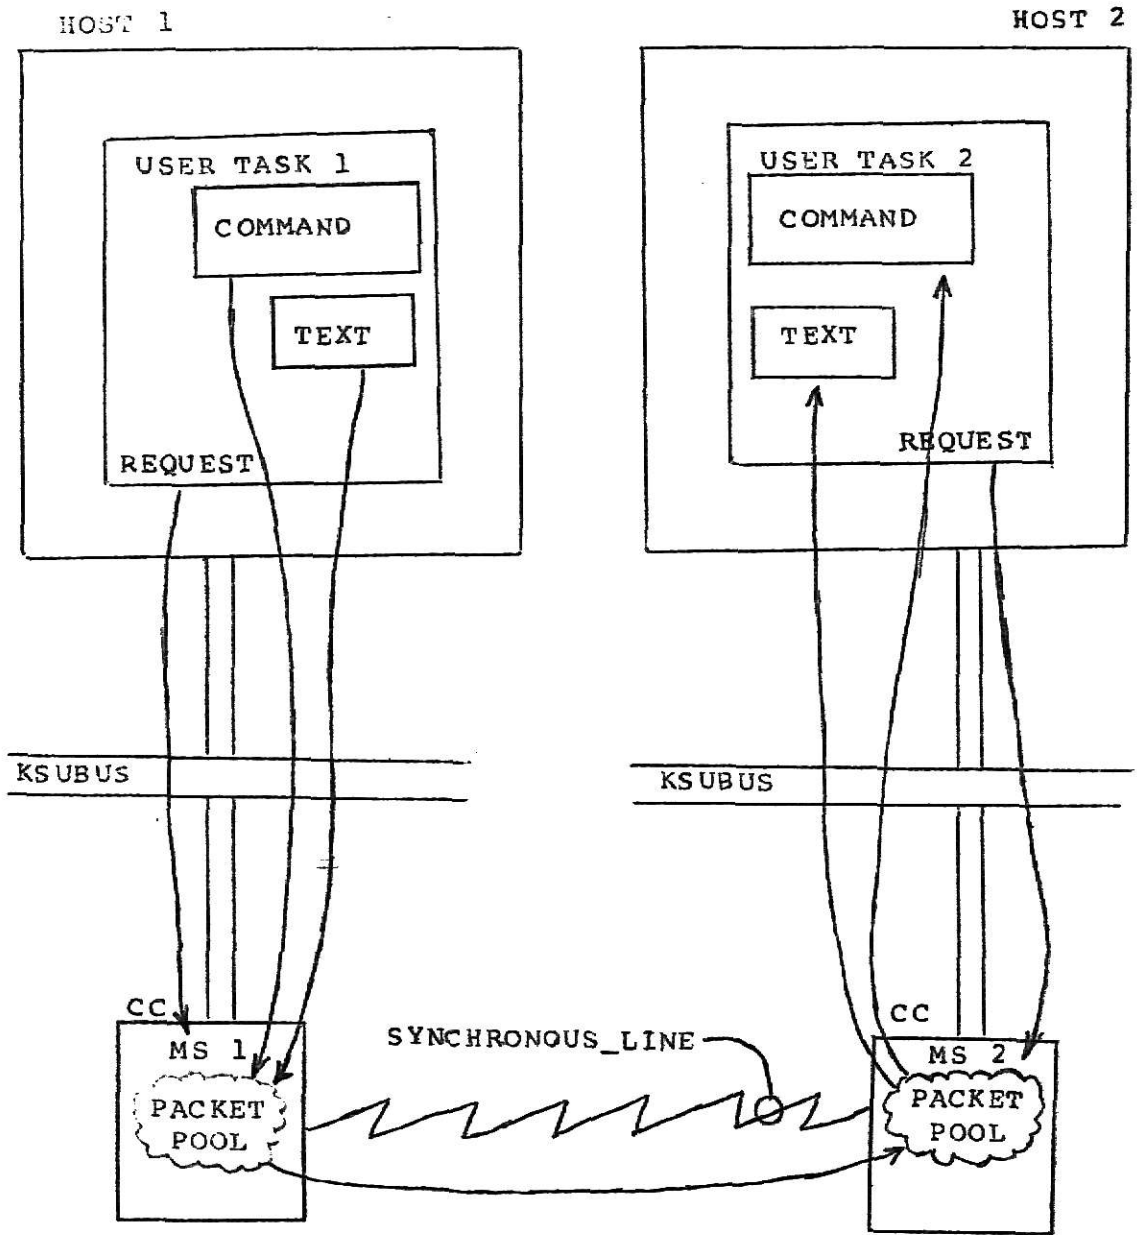 HOST 1
HOST 2
USER TASK 1
COMMAND
TEXT
REQUEST
USER TASK 2
COMMAND
TEXT
REQUEST
KSUBUS
KSUBUS
CC
MS 1
PACKET
POOL
SYNCHRONOUS_LINE
CC
MS 2
PACKET
POOL